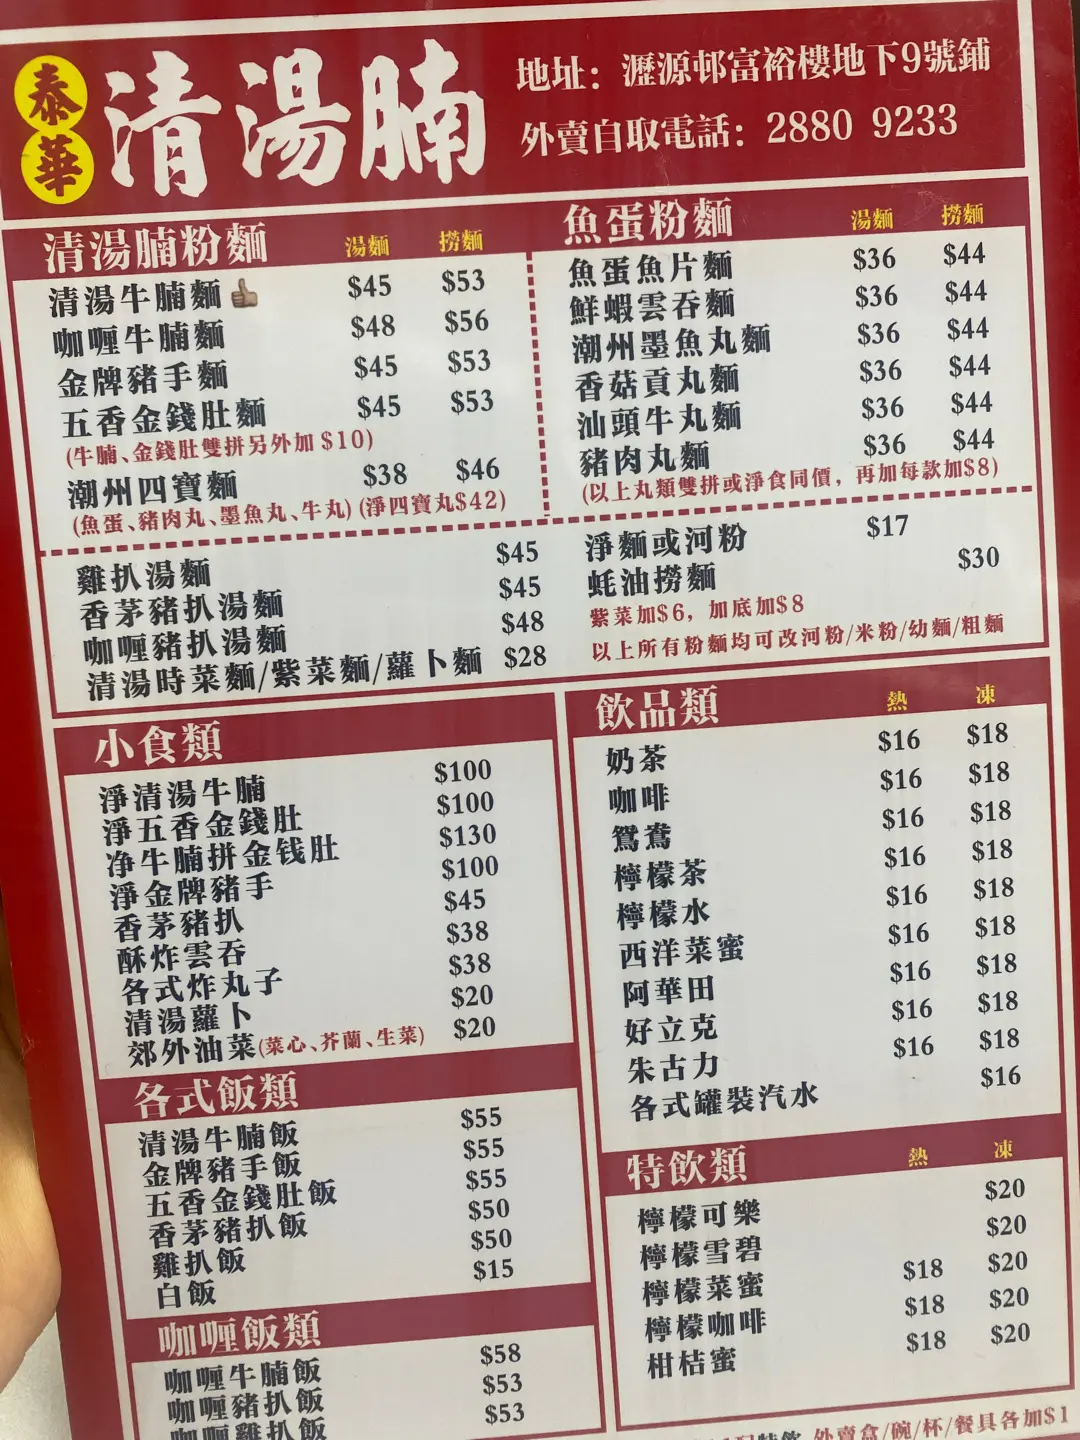 泰華 清湯腩
地址：瀝源邨富裕樓地下9號鋪
外賣自取電話：2880 9233
清湯腩粉麵 湯麵 撈麵
清湯牛腩麵 $45 $53
咖喱牛腩麵 $48 $56
金牌豬手麵 $45 $53
五香金錢肚麵 $45 $53
(牛腩、金錢肚雙拼另外加 $10)
潮州四寶麵 $38 $46
(魚蛋、豬肉丸、墨魚丸、牛丸) (淨四寶丸$42)
魚蛋粉麵 湯麵 撈麵
魚蛋魚片麵 $36 $44
鮮蝦雲吞麵 $36 $44
潮州墨魚丸麵 $36 $44
香菇貢丸麵 $36 $44
汕頭牛丸麵 $36 $44
豬肉丸麵 $36 $44
(以上丸類雙拼或淨食同價，再加每款加$8)
雞扒湯麵 $45
香茅豬扒湯麵 $45
咖喱豬扒湯麵 $48
清湯時菜麵/紫菜麵/蘿卜麵 $28
淨麵或河粉 $17
蚝油撈麵 $30
紫菜加$6，加底加$8
以上所有粉麵均可改河粉/米粉/幼麵/粗麵
小食類
淨清湯牛腩 $100
淨五香金錢肚 $100
净牛腩拼金钱肚 $130
淨金牌豬手 $100
香茅豬扒 $45
酥炸雲吞 $38
各式炸丸子 $38
清湯蘿卜 $20
郊外油菜(菜心、芥蘭、生菜) $20
各式飯類
清湯牛腩飯 $55
金牌豬手飯 $55
五香金錢肚飯 $55
香茅豬扒飯 $50
雞扒飯 $50
白飯 $15
咖喱飯類
咖喱牛腩飯 $58
咖喱豬扒飯 $53
咖喱雞扒飯 $53
飲品類 熱 凍
奶茶 $16 $18
咖啡 $16 $18
鴛鴦 $16 $18
檸檬茶 $16 $18
檸檬水 $16 $18
西洋菜蜜 $16 $18
阿華田 $16 $18
好立克 $16 $18
朱古力 $16 $18
各式罐裝汽水 $16
特飲類 熱 凍
檸檬可樂 $20
檸檬雪碧 $20
檸檬菜蜜 $18 $20
檸檬咖啡 $18 $20
柑桔蜜 $18 $20
特飲 外賣盒/碗/杯/餐具各加$1